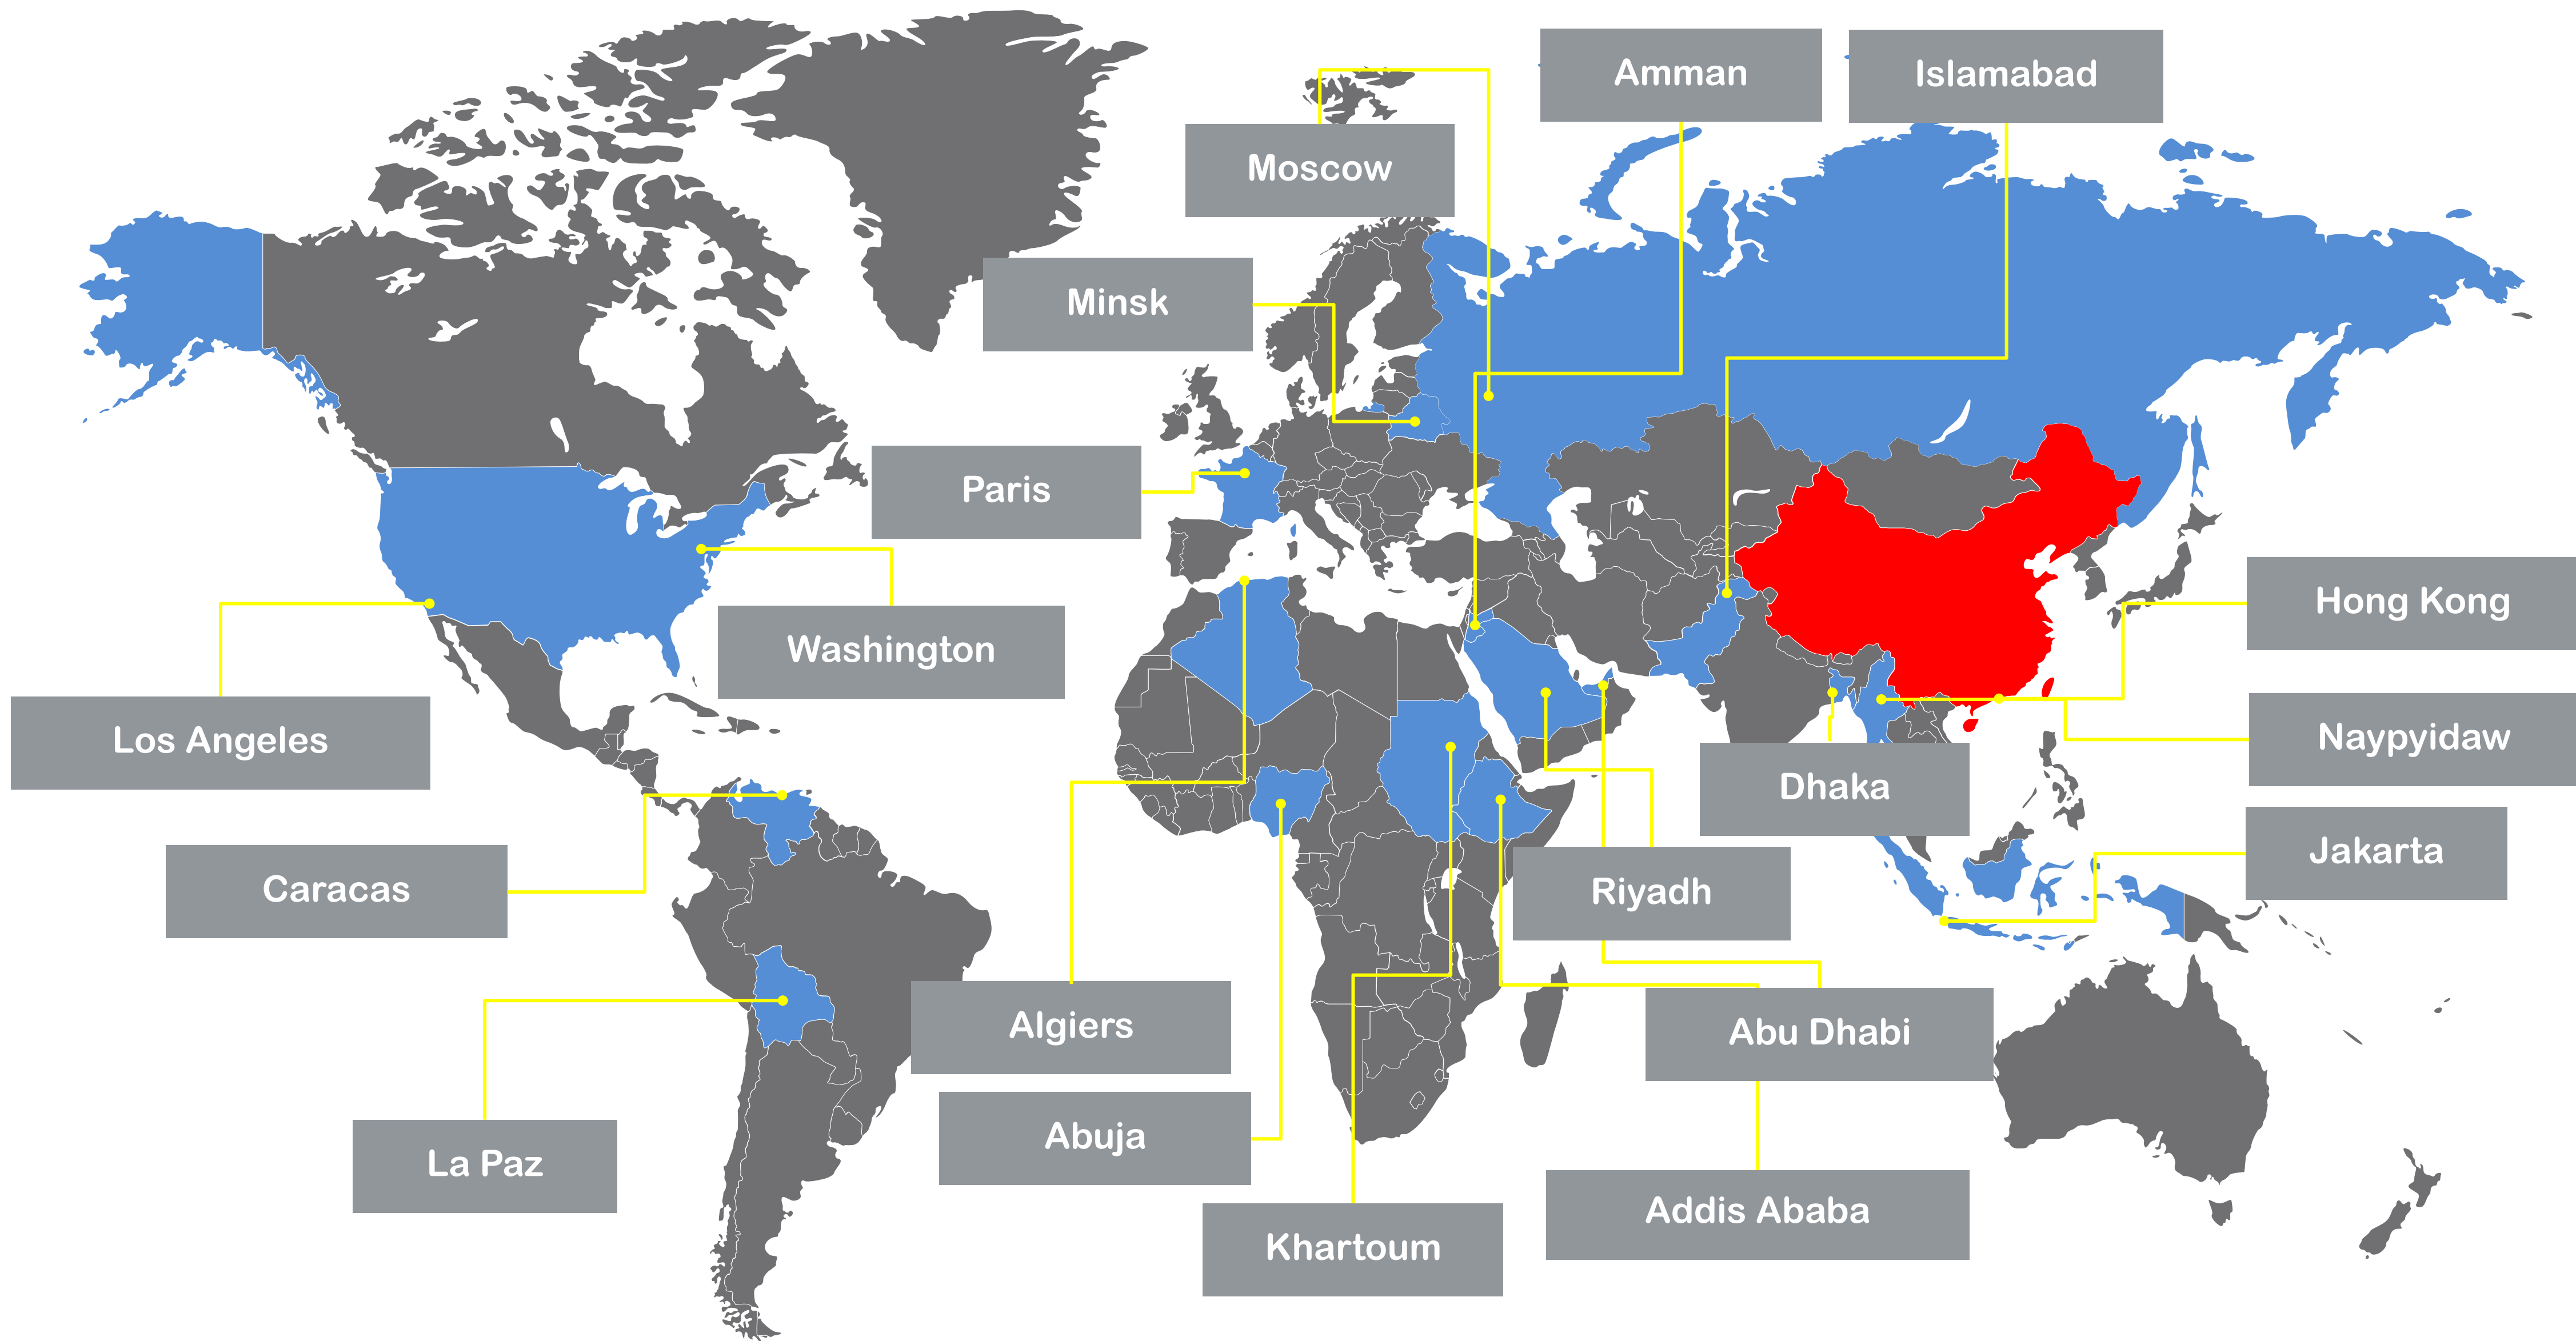 Amman
Islamabad
Moscow
Minsk
Paris
Hong Kong
Washington
Los Angeles
Naypyidaw
Dhaka
Jakarta
Caracas
Riyadh
Algiers
Abu Dhabi
Abuja
La Paz
Addis Ababa
Khartoum